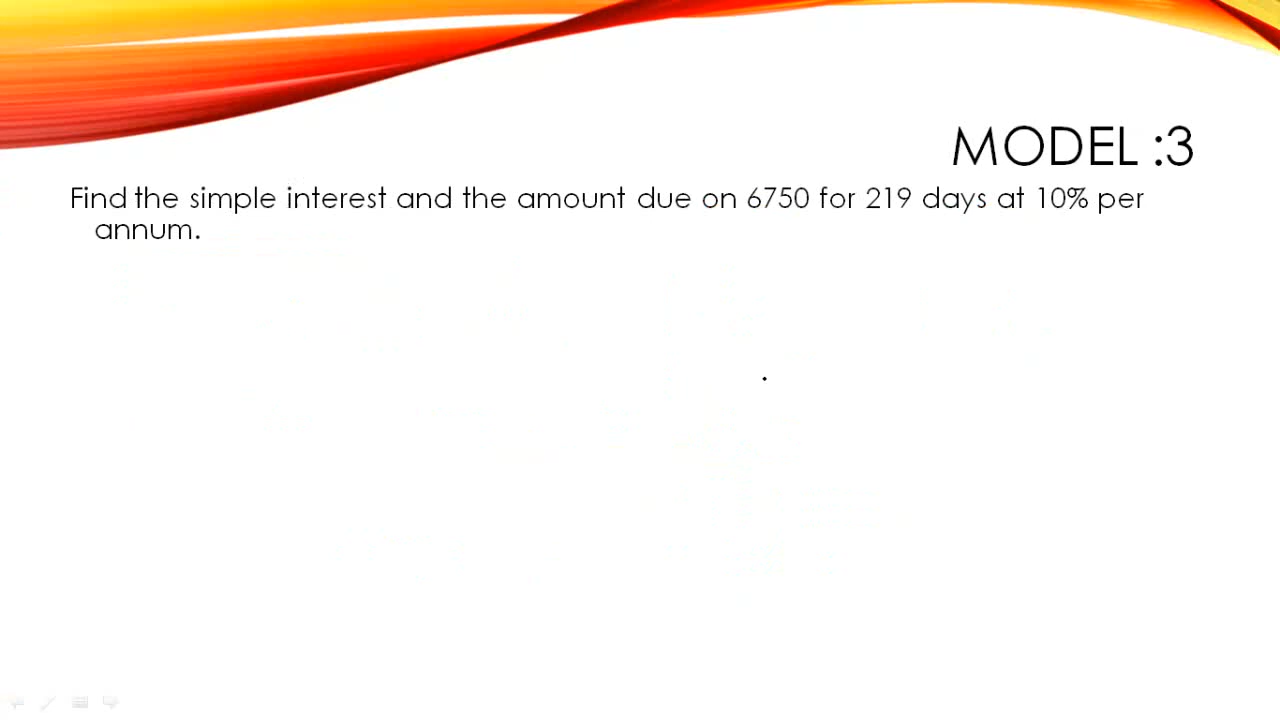 MODEL :3
Find the simple interest and the amount due on 6750 for 219 days at 10% per
annum.